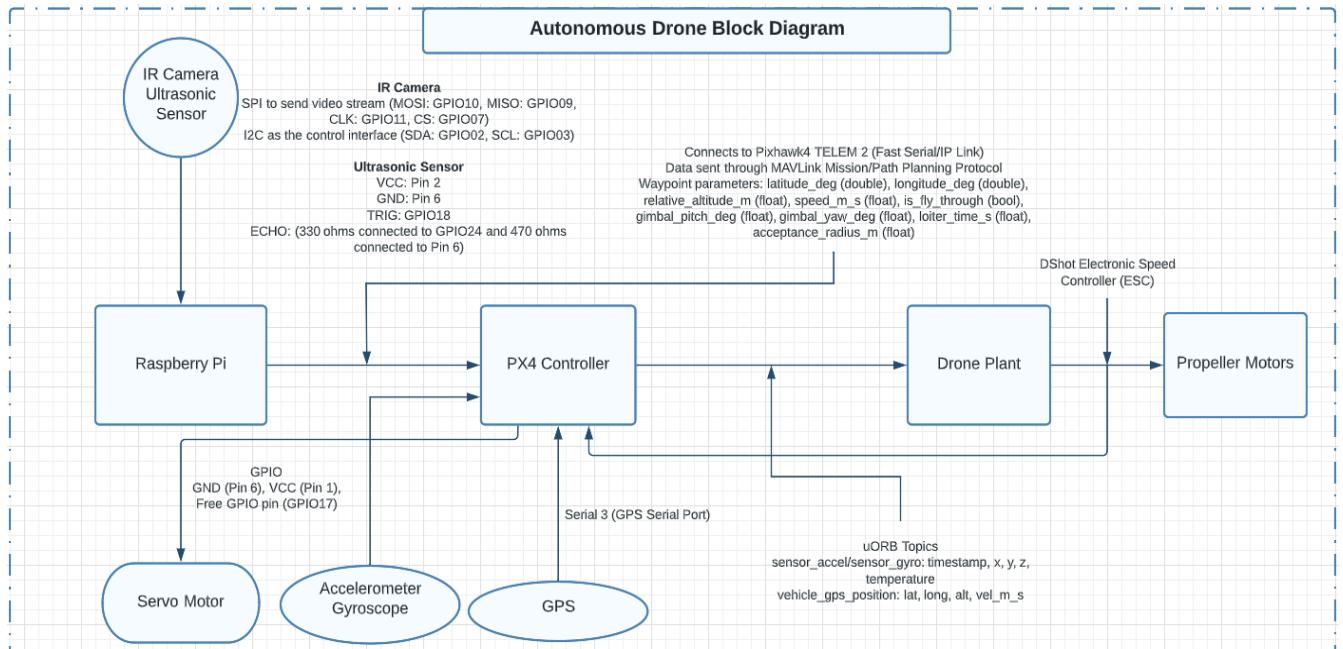 Autonomous Drone Block Diagram
IR Camera
Ultrasonic
Sensor
IR Camera
SPI to send video stream (MOSI: GPIO10, MISO: GPIO09,
CLK: GPIO11, CS: GPIO07)
I2C as the control interface (SDA: GPIO02, SCL: GPIO03)
Ultrasonic Sensor
VCC: Pin 2
GND: Pin 6
TRIG: GPIO18
ECHO: (330 ohms connected to GPIO24 and 470 ohms
connected to Pin 6)
Connects to Pixhawk4 TELEM 2 (Fast Serial/IP Link)
Data sent through MAVLink Mission/Path Planning Protocol
Waypoint parameters: latitude_deg (double), longitude_deg (double),
relative_altitude_m (float), speed_m_s (float), is_fly_through (bool),
gimbal_pitch_deg (float), gimbal_yaw_deg (float), loiter_time_s (float),
acceptance_radius_m (float)
DShot Electronic Speed
Controller (ESC)
Raspberry Pi
PX4 Controller
Drone Plant
Propeller Motors
GPIO
GND (Pin 6), VCC (Pin 1),
Free GPIO pin (GPIO17)
Serial 3 (GPS Serial Port)
uORB Topics
sensor_accel/sensor_gyro: timestamp, x, y, z,
temperature
vehicle_gps_position: lat, long, alt, vel_m_s
Servo Motor
Accelerometer
Gyroscope
GPS